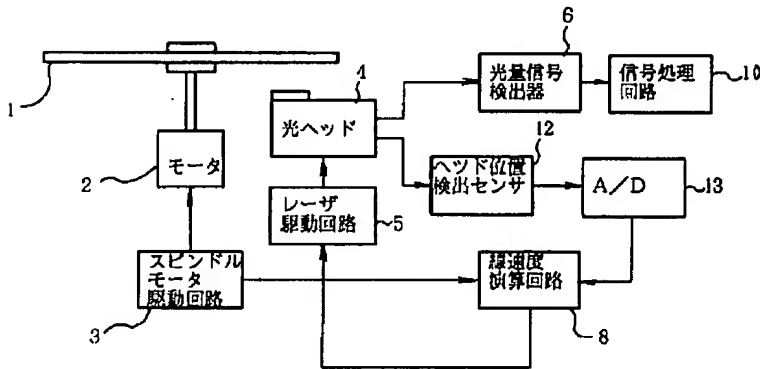 6
光量信号
検出器
信号処理
回路
10
1
4
光ヘッド
12
ヘッド位置
検出センサ
A/D
13
2
モータ
レーザ
駆動回路
5
スピンドル
モータ
駆動回路
3
線速度
演算回路
8